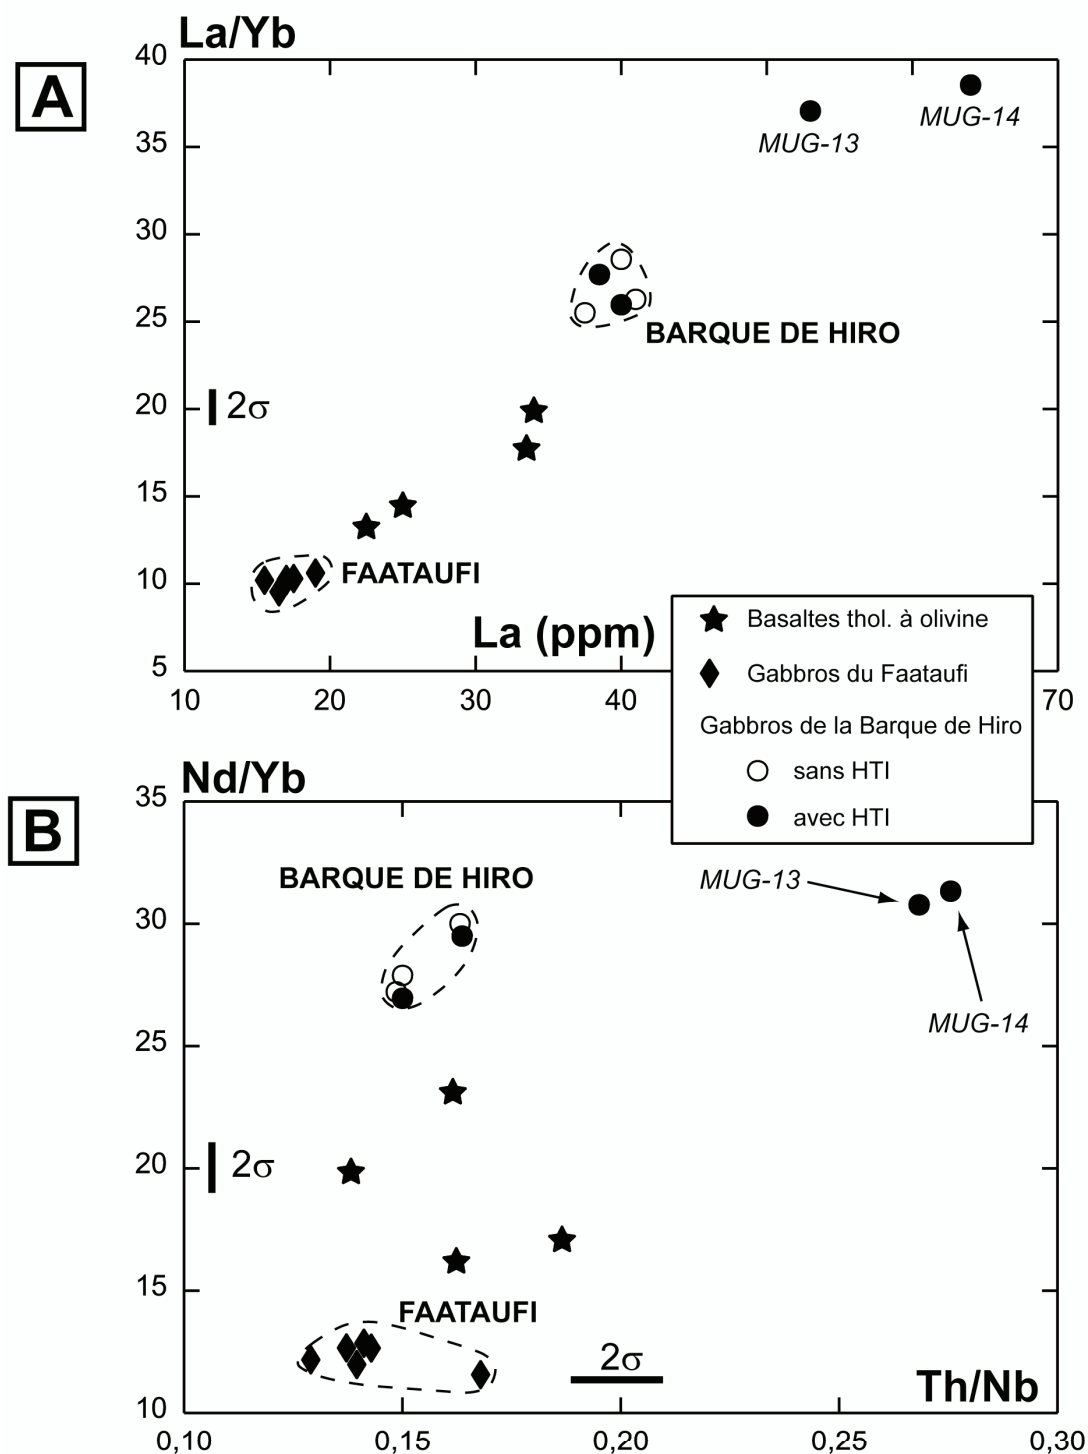 La/Yb
A
40
35
30
25
20
15
10
5
MUG-13
MUG-14
BARQUE DE HIRO
2σ
FAATAUFI
La (ppm)
10 20 30 40 70
Basaltes thol. à olivine
Gabbros du Faataufi
Gabbros de la Barque de Hiro
sans HTI
avec HTI
Nd/Yb
B
35
30
25
20
15
10
BARQUE DE HIRO
MUG-13
MUG-14
2σ
FAATAUFI
2σ
Th/Nb
0,10 0,15 0,20 0,25 0,30